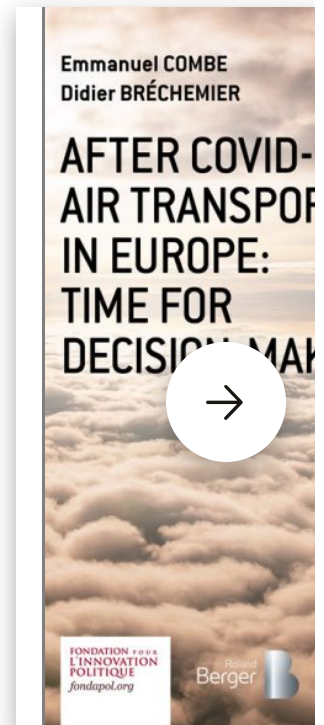 Emmanuel COMBE
Didier BRÉCHEMIER
AFTER COVID-
AIR TRANSPOR
IN EUROPE:
TIME FOR
FONDATION POUR
L'INNOVATION
POLITIQUE
fondapol.org
Roland
Berger
B